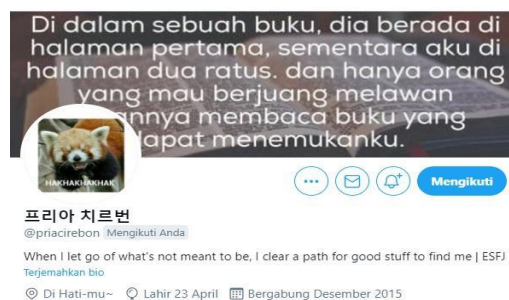 Di dalam sebuah buku, dia berada di
halaman pertama, sementara aku di
halaman dua ratus. dan hanya orang
yang mau berjuang melawan
annya membaca buku yang
dapat menemukanku.
HAKHAKHAKHAK
Mengikuti
프리아 치르번
@priacirebon Mengikuti Anda
When I let go of what's not meant to be, I clear a path for good stuff to find me | ESFJ
Terjemahkan bio
Di Hati-mu~ Lahir 23 April Bergabung Desember 2015